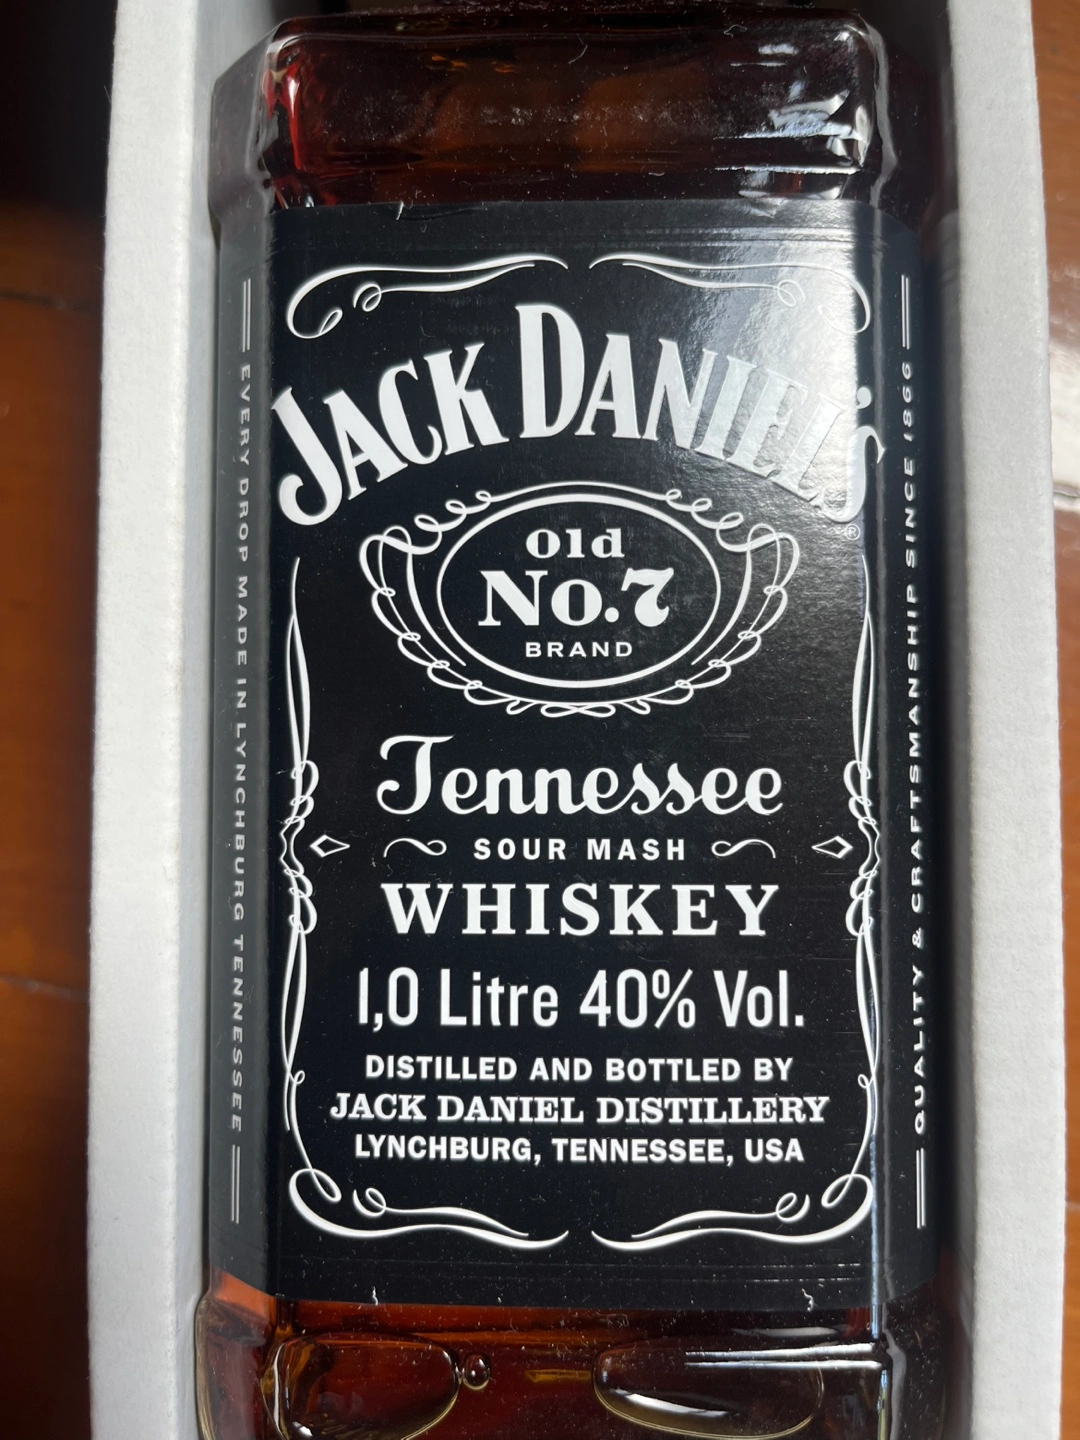 JACK DANIEL'S
®
Old
No.7
BRAND
Tennessee
SOUR MASH
WHISKEY
1,0 Litre 40% Vol.
DISTILLED AND BOTTLED BY
JACK DANIEL DISTILLERY
LYNCHBURG, TENNESSEE, USA
EVERY DROP MADE IN LYNCHBURG TENNESSEE
QUALITY & CRAFTSMANSHIP SINCE 1866